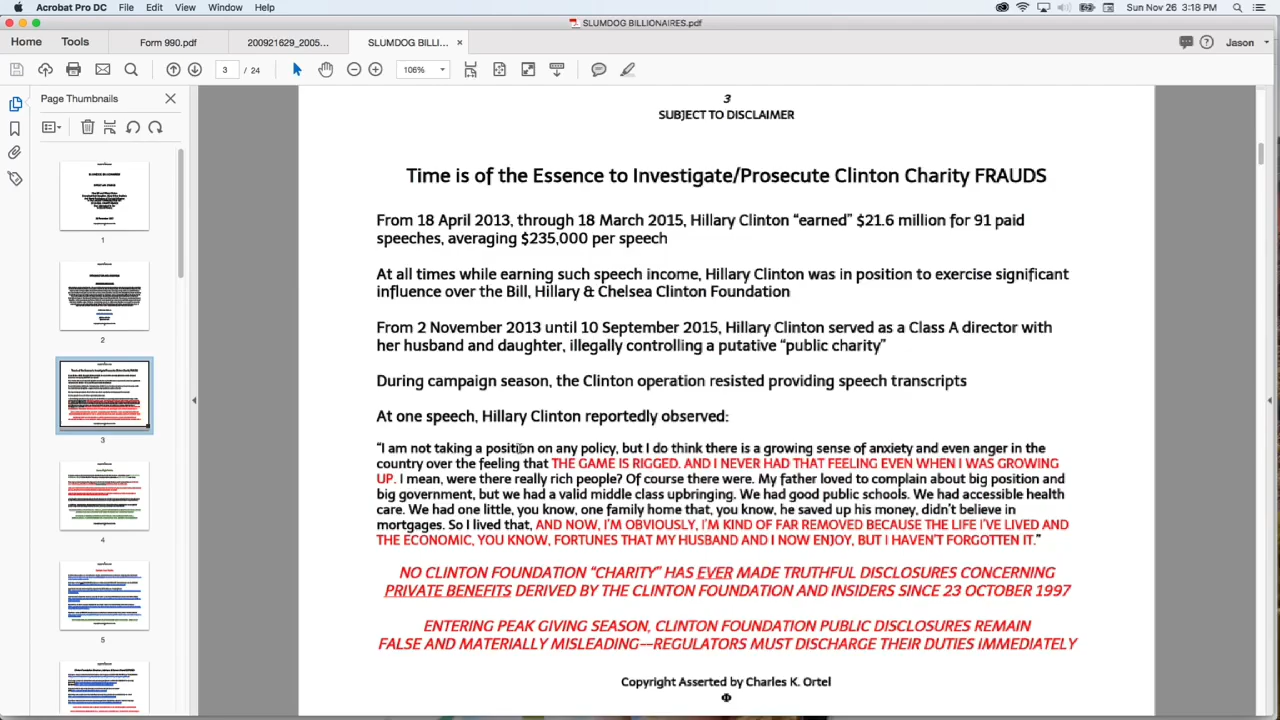 Acrobat Pro DC File Edit View Window Help Sun Nov 26 3:18 PM
SLUMDOG BILLIONAIRES.pdf
Home Tools Form 990.pdf 200921629_2005... SLUMDOG BILLI... × Jason
3 / 24 106%
Page Thumbnails
1
2
3
4
5
3
SUBJECT TO DISCLAIMER
Time is of the Essence to Investigate/Prosecute Clinton Charity FRAUDS
From 18 April 2013, through 18 March 2015, Hillary Clinton “earned” $21.6 million for 91 paid
speeches, averaging $235,000 per speech
At all times while earning such speech income, Hillary Clinton was in position to exercise significant
influence over the Bill, Hillary & Chelsea Clinton Foundation
From 2 November 2013 until 10 September 2015, Hillary Clinton served as a Class A director with
her husband and daughter, illegally controlling a putative “public charity”
During campaign season, the Clinton operation resisted providing speech transcripts
At one speech, Hillary Clinton reportedly observed:
“I am not taking a position on any policy, but I do think there is a growing sense of anxiety and even anger in the
country over the feeling that THE GAME IS RIGGED. AND I NEVER HAD THAT FEELING EVEN WHEN I WAS GROWING
UP. I mean, were there really rich people? Of course there were. My father loved to complain about big position and
big government, but we had a solid middle class upbringing. We had good public schools. We had accessible health
care. We had our little, you know, one family home that, you know, he saved up his money, didn't believe in
mortgages. So I lived that, AND NOW, I'M OBVIOUSLY, I'M KIND OF FAR REMOVED BECAUSE THE LIFE I'VE LIVED AND
THE ECONOMIC, YOU KNOW, FORTUNES THAT MY HUSBAND AND I NOW ENJOY, BUT I HAVEN'T FORGOTTEN IT.”
NO CLINTON FOUNDATION “CHARITY” HAS EVER MADE TRUTHFUL DISCLOSURES CONCERNING
PRIVATE BENEFITS CREATED BY THE CLINTON FOUNDATION AND INSIDERS SINCE 23 OCTOBER 1997
ENTERING PEAK GIVING SEASON, CLINTON FOUNDATION PUBLIC DISCLOSURES REMAIN
FALSE AND MATERIALLY MISLEADING--REGULATORS MUST DISCHARGE THEIR DUTIES IMMEDIATELY
Copyright Asserted by Charles K. Ortel